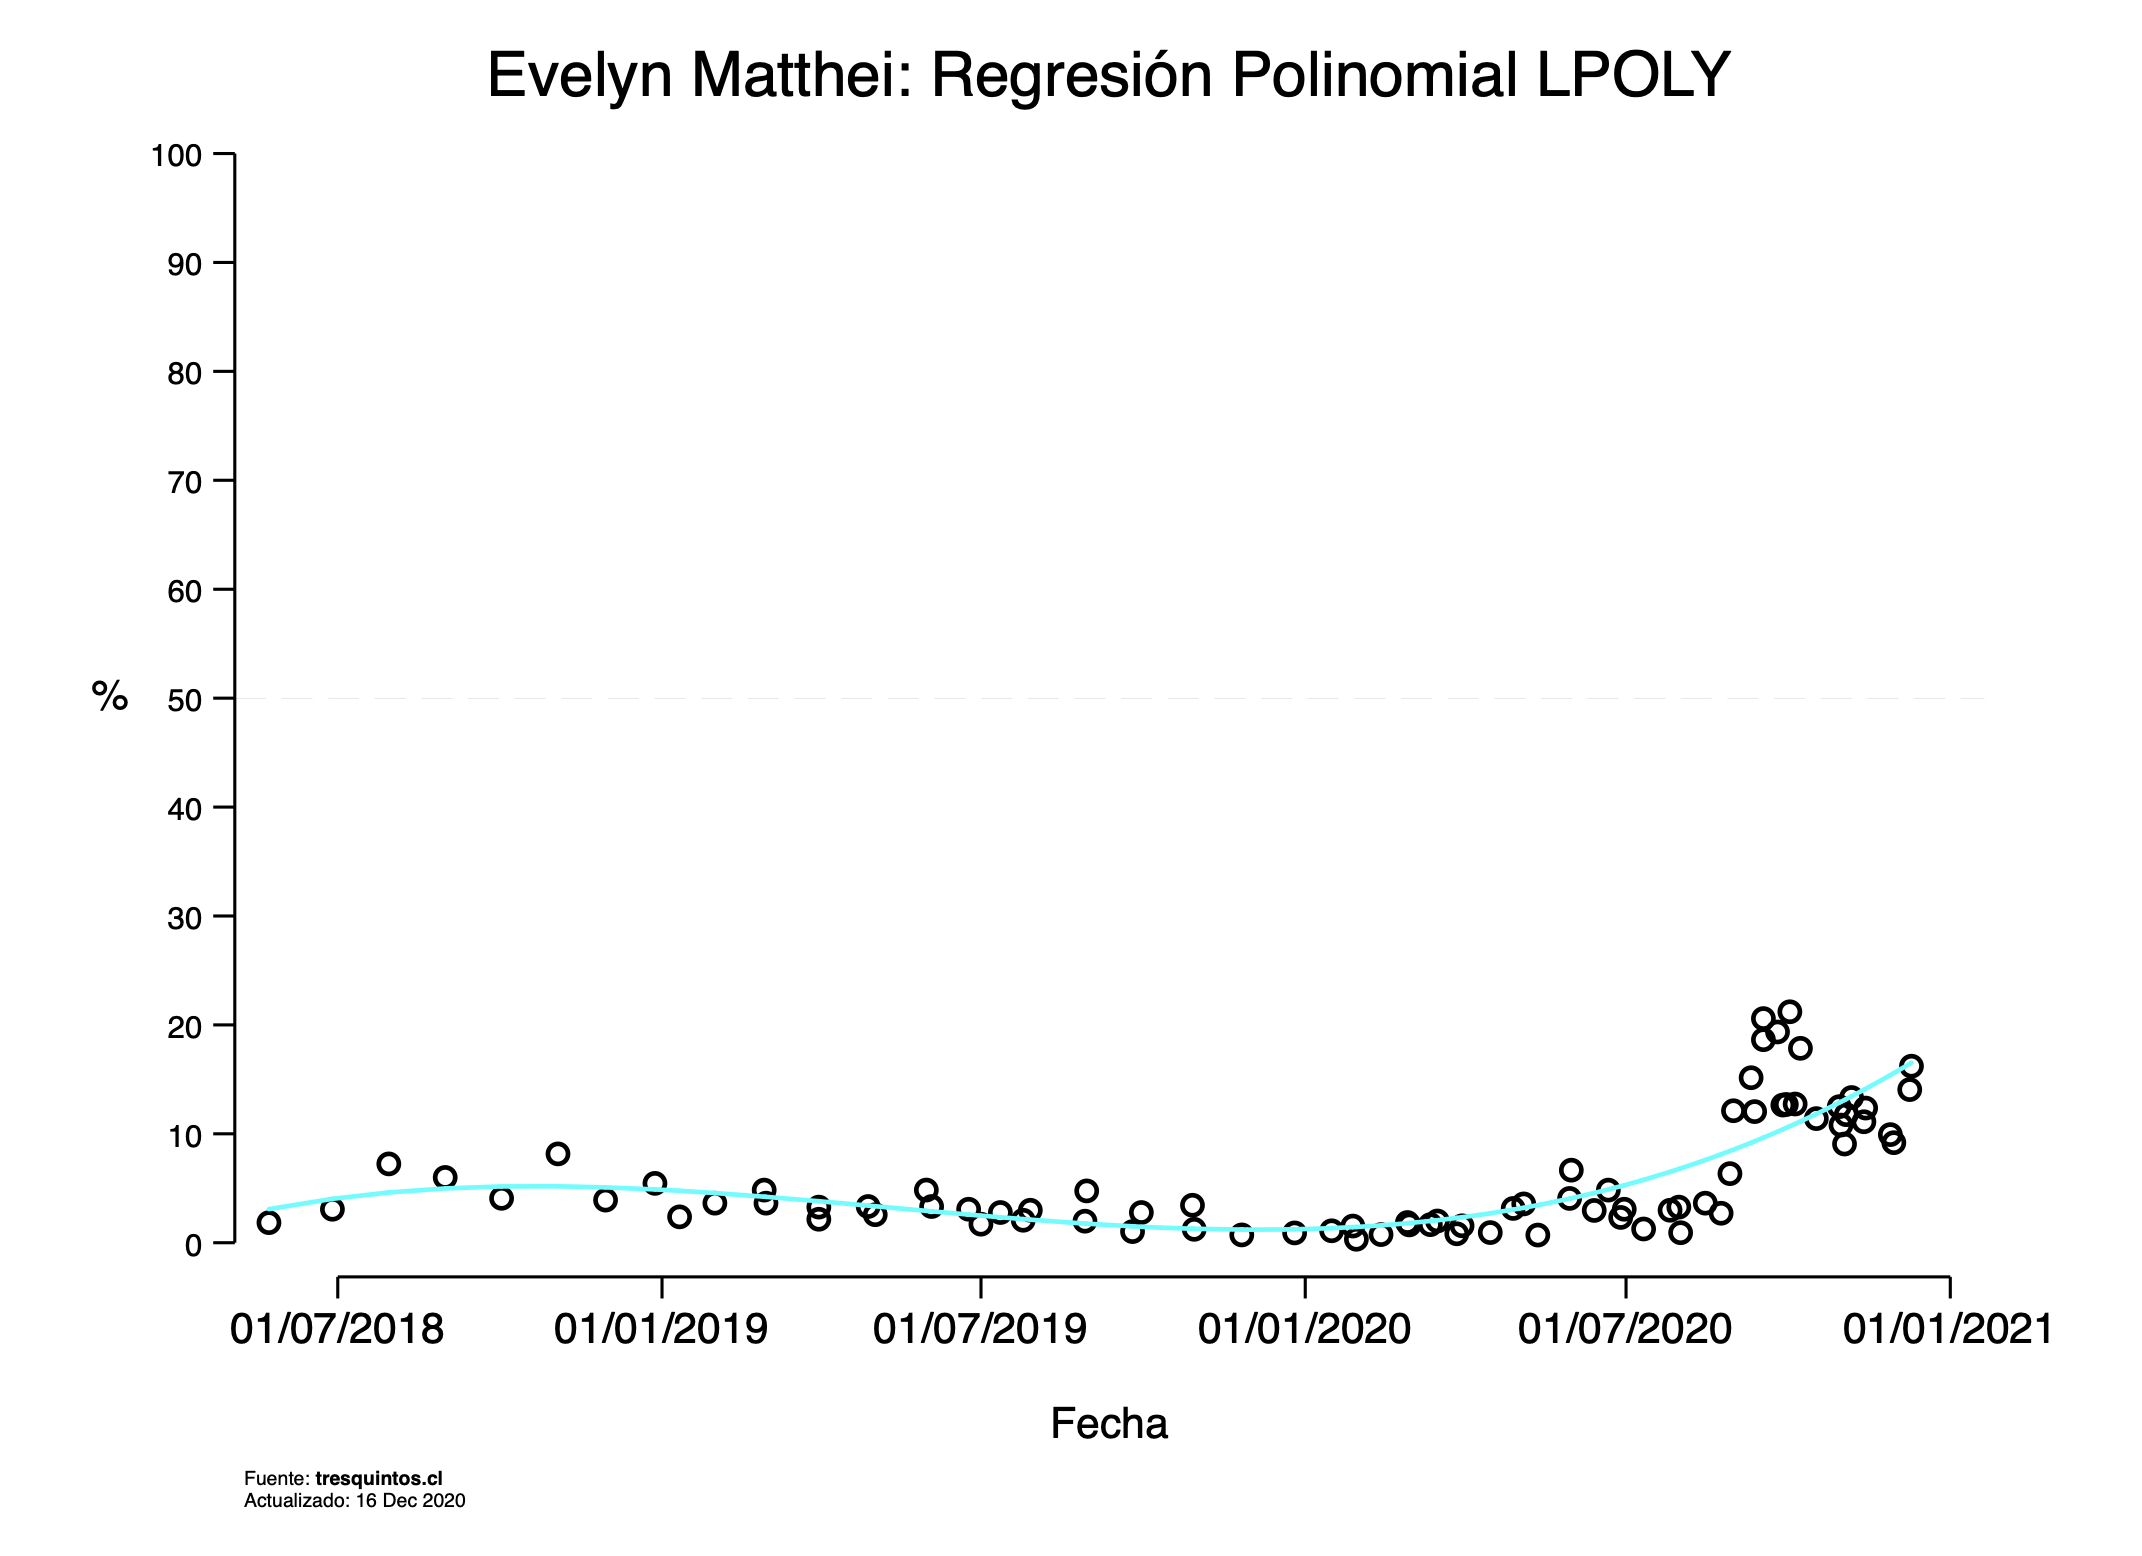 Evelyn Matthei: Regresión Polinomial LPOLY
100
90
80
70
60
% 50
40
30
20
10
0
01/07/2018 01/01/2019 01/07/2019 01/01/2020 01/07/2020 01/01/2021
Fecha
Fuente: tresquintos.cl
Actualizado: 16 Dec 2020